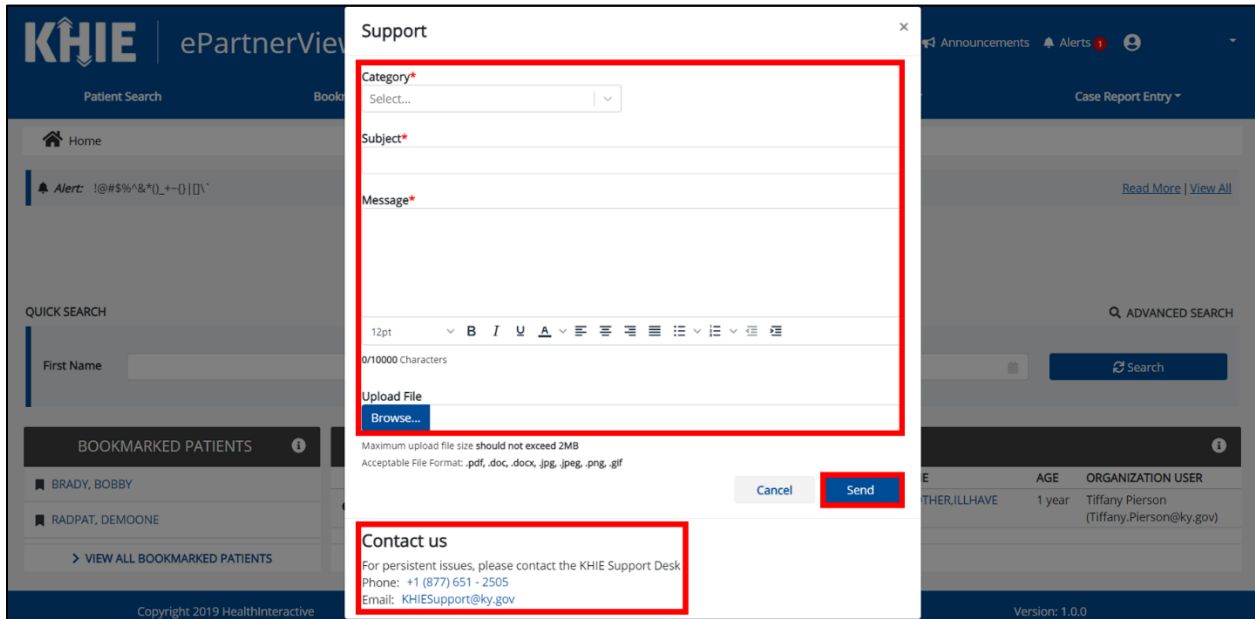 KHIE
ePartnerView
Announcements
Alerts 1
Patient Search
Case Report Entry
Home
Alert: !@#$%^&*()_+~{}|[]\`
Read More | View All
QUICK SEARCH
ADVANCED SEARCH
First Name
Search
BOOKMARKED PATIENTS
BRADY, BOBBY
RADPAT, DEMOONE
VIEW ALL BOOKMARKED PATIENTS
AGE ORGANIZATION USER
OTHER,ILLHAVE 1 year Tiffany Pierson
(Tiffany.Pierson@ky.gov)
Support ×
Category*
Select...
Subject*
Message*
12pt B I U A
0/10000 Characters
Upload File
Browse...
Maximum upload file size should not exceed 2MB
Acceptable File Format: .pdf, .doc, .docx, .jpg, .jpeg, .png, .gif
Cancel Send
Contact us
For persistent issues, please contact the KHIE Support Desk
Phone: +1 (877) 651 - 2505
Email: KHIESupport@ky.gov
Copyright 2019 HealthInteractive
Version: 1.0.0